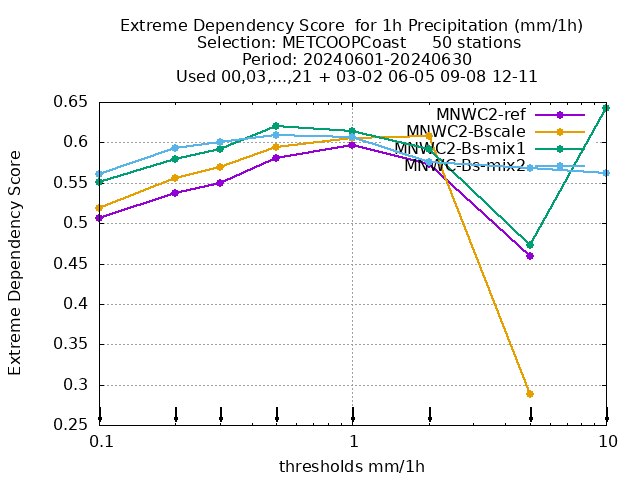 Extreme Dependency Score  for 1h Precipitation (mm/1h)
Selection: METCOOPCoast     50 stations
Period: 20240601-20240630
Used 00,03,...,21 + 03-02 06-05 09-08 12-11
MNWC2-ref
MNWC2-Bscale
MNWC2-Bs-mix1
MNWC-Bs-mix2
Extreme Dependency Score
0.65
0.6
0.55
0.5
0.45
0.4
0.35
0.3
0.25
0.1 1 10
thresholds mm/1h